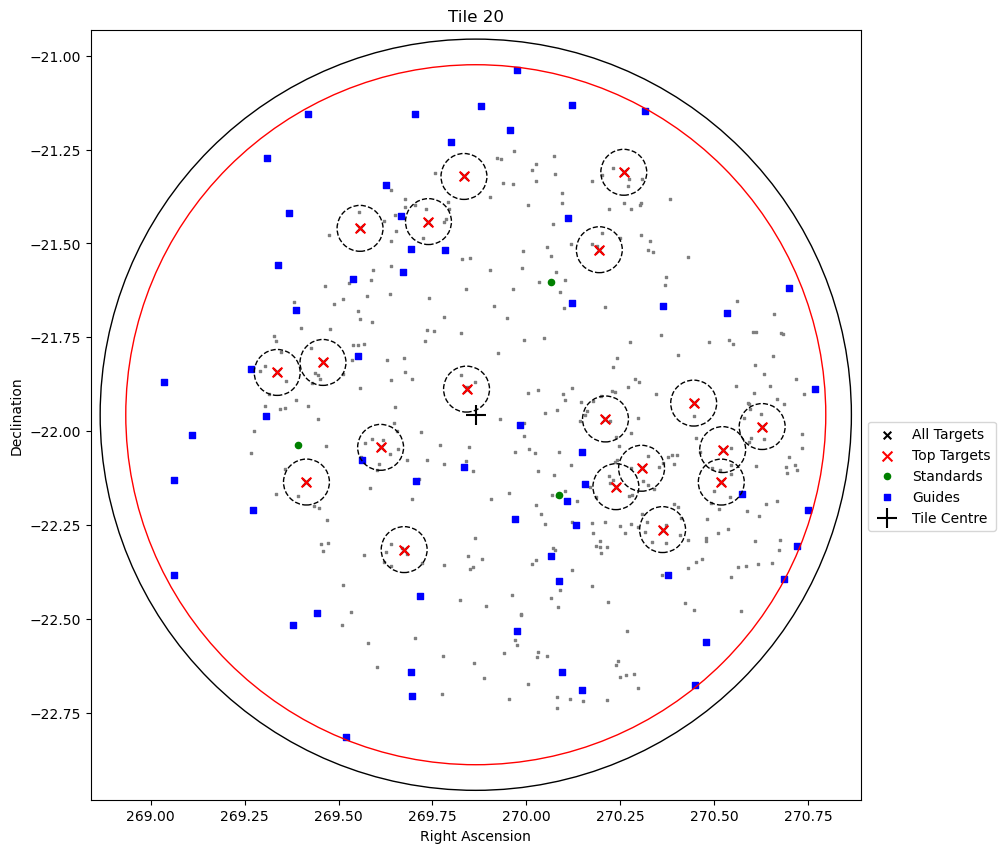 Tile 20
−21.00
−21.25
−21.50
−21.75
−22.00
−22.25
−22.50
−22.75
Declination
269.00
269.25
269.50
269.75
270.00
270.25
270.50
270.75
Right Ascension
All Targets
Top Targets
Standards
Guides
Tile Centre